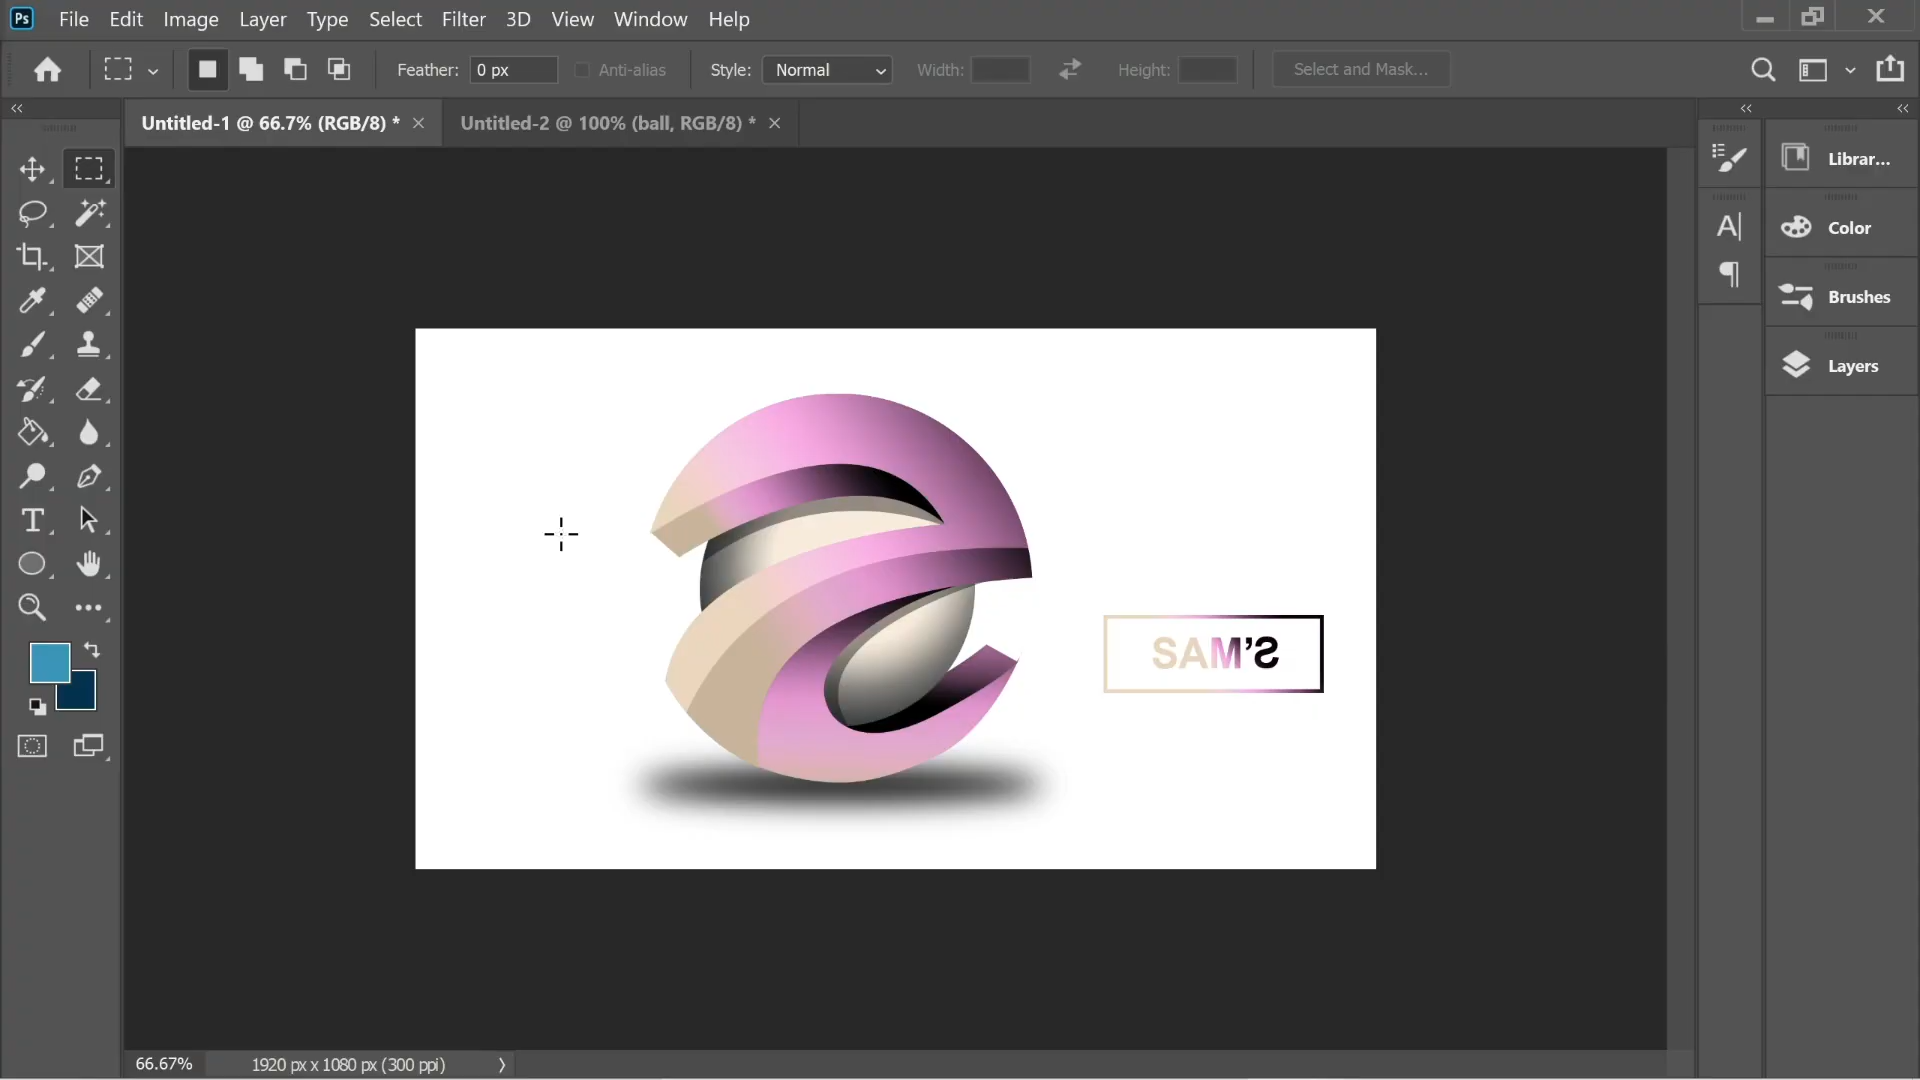 Ps File Edit Image Layer Type Select Filter 3D View Window Help
Feather: 0 px Anti-alias Style: Normal Width: Height: Select and Mask...
Untitled-1 @ 66.7% (RGB/8) * Untitled-2 @ 100% (ball, RGB/8) *
Librar...
Color
Brushes
Layers
SAM'S
66.67% 1920 px x 1080 px (300 ppi)